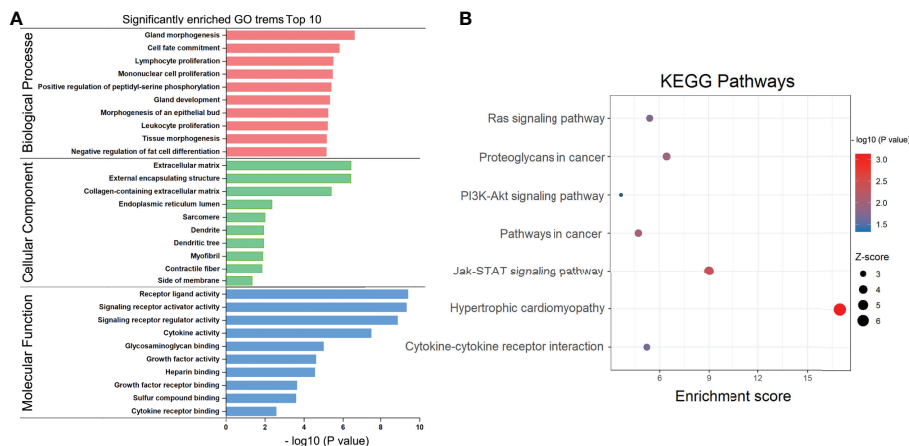 A
Significantly enriched GO trems Top 10
Biological Processe
Gland morphogenesis
Cell fate commitment
Lymphocyte proliferation
Mononuclear cell proliferation
Positive regulation of peptidyl-serine phosphorylation
Gland development
Morphogenesis of an epithelial bud
Leukocyte proliferation
Tissue morphogenesis
Negative regulation of fat cell differentiation
Cellular Component
Extracellular matrix
External encapsulating structure
Collagen-containing extracellular matrix
Endoplasmic reticulum lumen
Sarcomere
Dendrite
Dendritic tree
Myofibril
Contractile fiber
Side of membrane
Molecular Function
Receptor ligand activity
Signaling receptor activator activity
Signaling receptor regulator activity
Cytokine activity
Glycosaminoglycan binding
Growth factor activity
Heparin binding
Growth factor receptor binding
Sulfur compound binding
Cytokine receptor binding
0 2 4 6 8 10
- log10 (P value)
B
KEGG Pathways
Ras signaling pathway
Proteoglycans in cancer
PI3K-Akt signaling pathway
Pathways in cancer
Jak-STAT signaling pathway
Hypertrophic cardiomyopathy
Cytokine-cytokine receptor interaction
6 9 12 15
Enrichment score
- log10 (P value)
3.0
2.5
2.0
1.5
Z-score
3
4
5
6